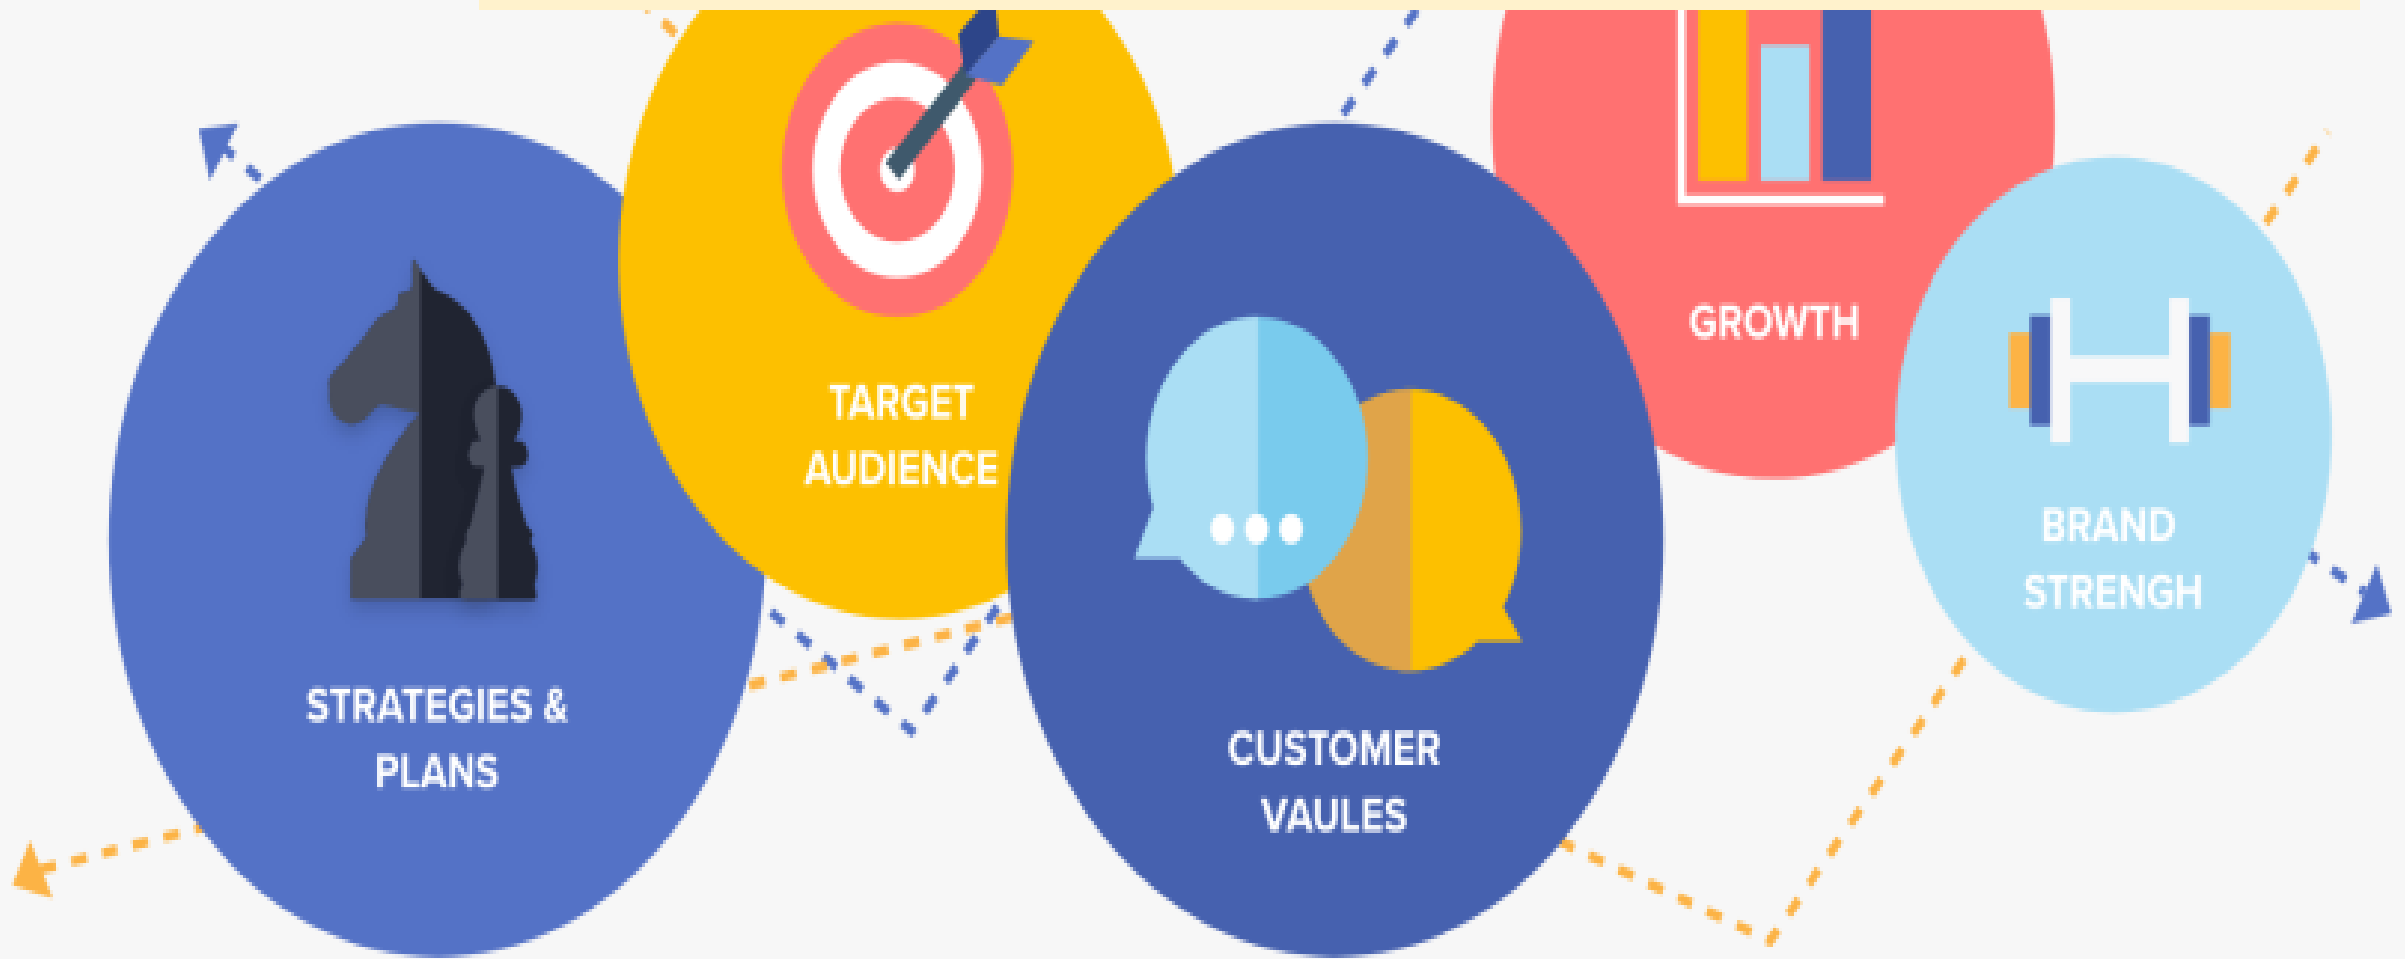 STRATEGIES &
PLANS
TARGET
AUDIENCE
CUSTOMER
VAULES
GROWTH
BRAND
STRENGH